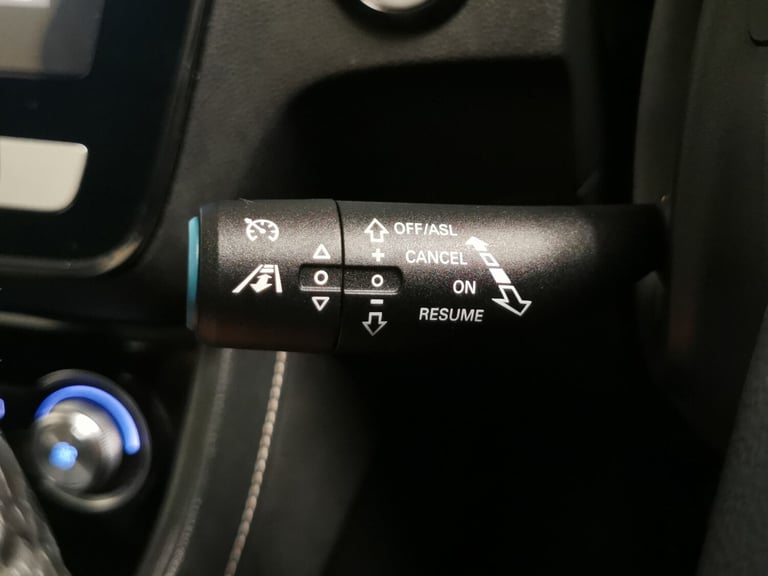 OFF/ASL
+
CANCEL
ON
−
RESUME